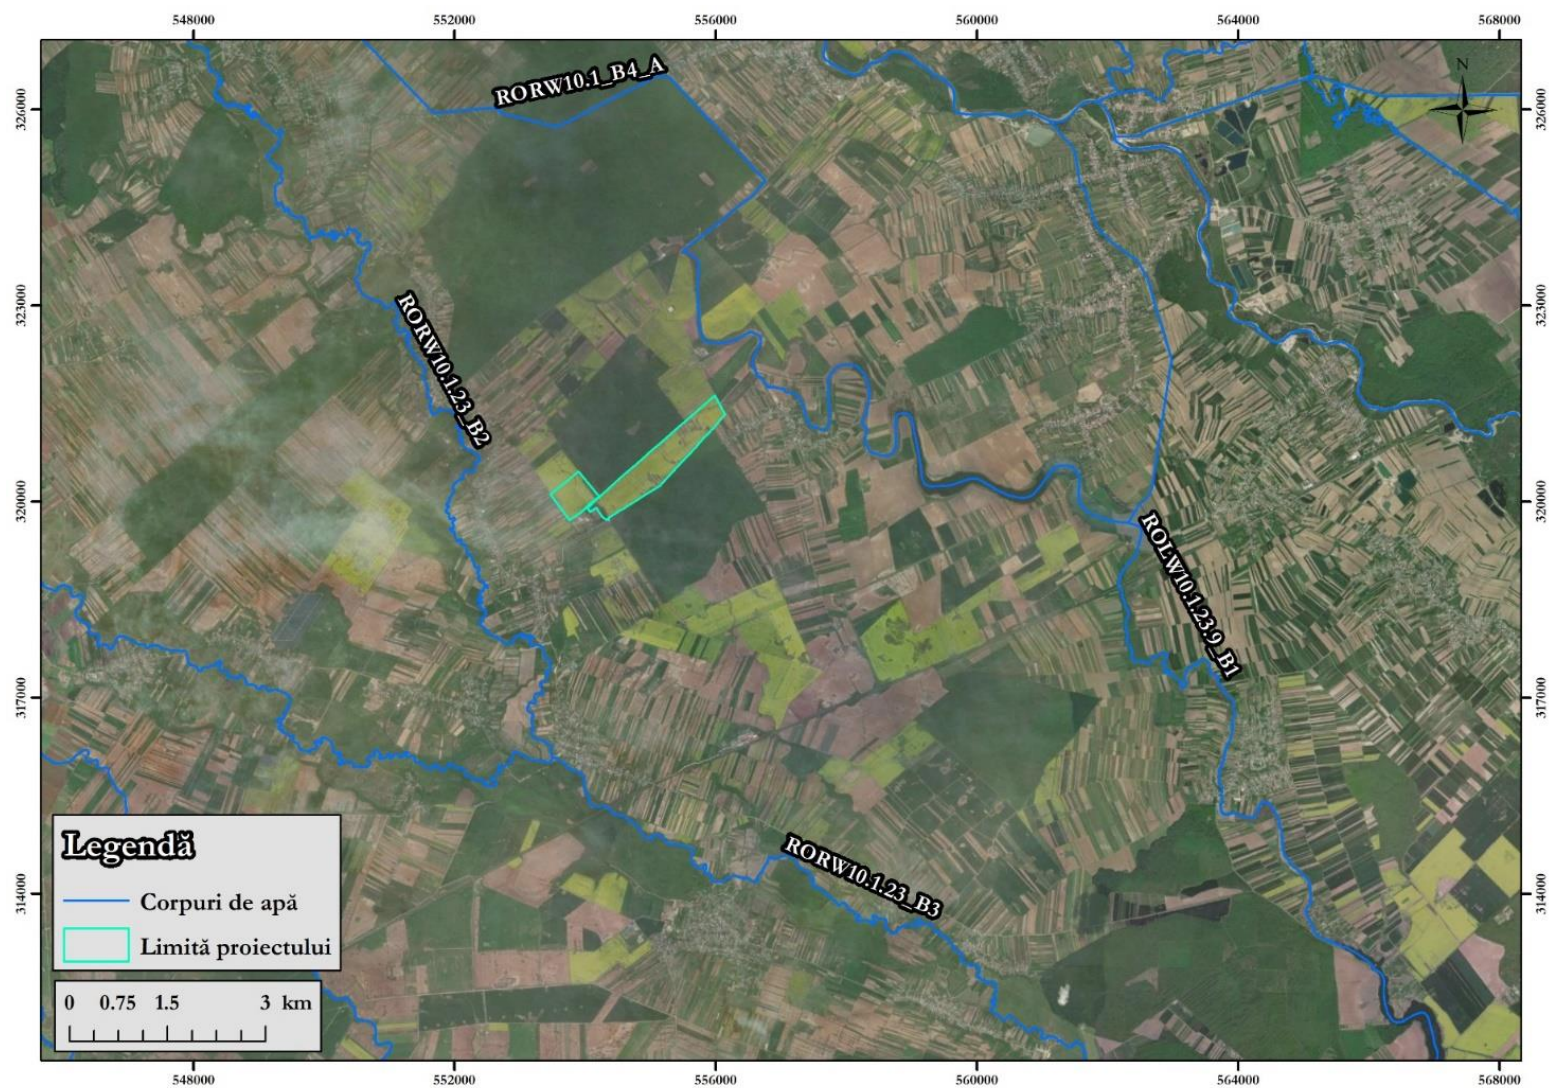 548000 552000 556000 560000 564000 568000
N
RORW10.1_B4_A
326000 326000
323000 323000
RORW10.1.23_B2
320000 320000
ROLW10.1.23.9_B1
317000 317000
RORW10.1.23_B3
314000 314000
Legendă
Corpuri de apă
Limită proiectului
0 0.75 1.5 3 km
548000 552000 556000 560000 564000 568000